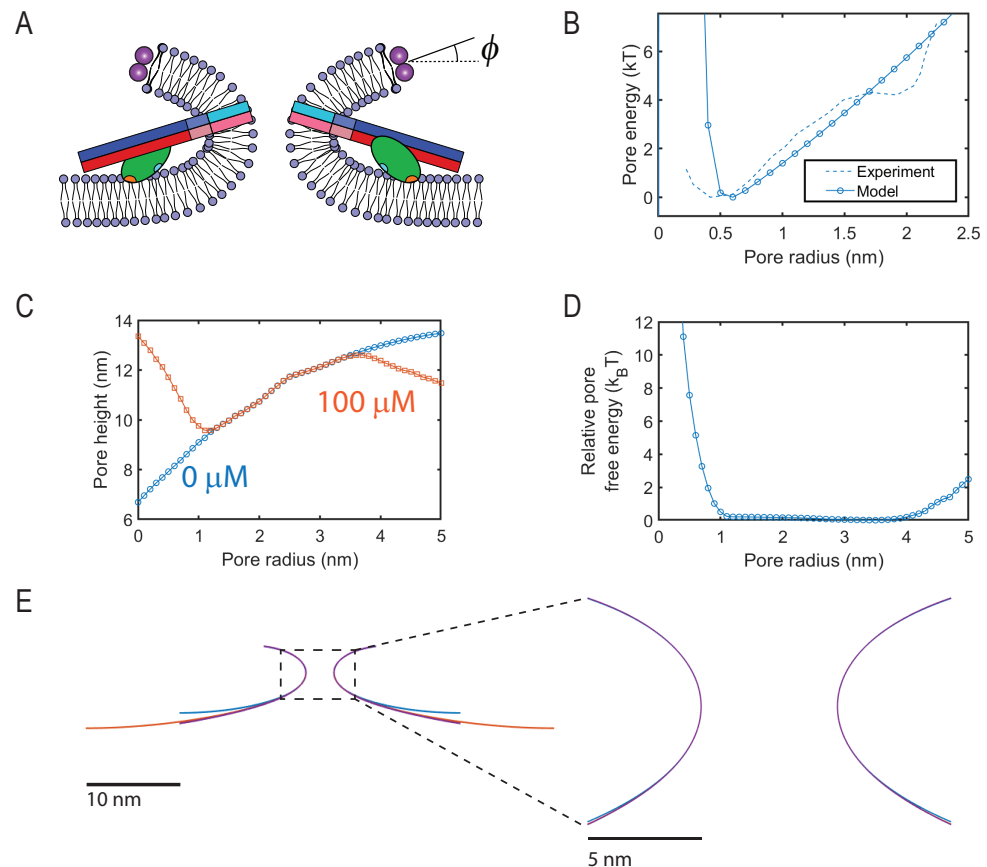 A
ϕ
B
Pore energy (kT)
6
4
2
0
0
0.5
1
1.5
2
2.5
Pore radius (nm)
Experiment
Model
C
Pore height (nm)
14
12
10
8
6
0
1
2
3
4
5
Pore radius (nm)
100 μM
0 μM
D
Relative pore
free energy (k_BT)
12
10
8
6
4
2
0
0
1
2
3
4
5
Pore radius (nm)
E
10 nm
5 nm